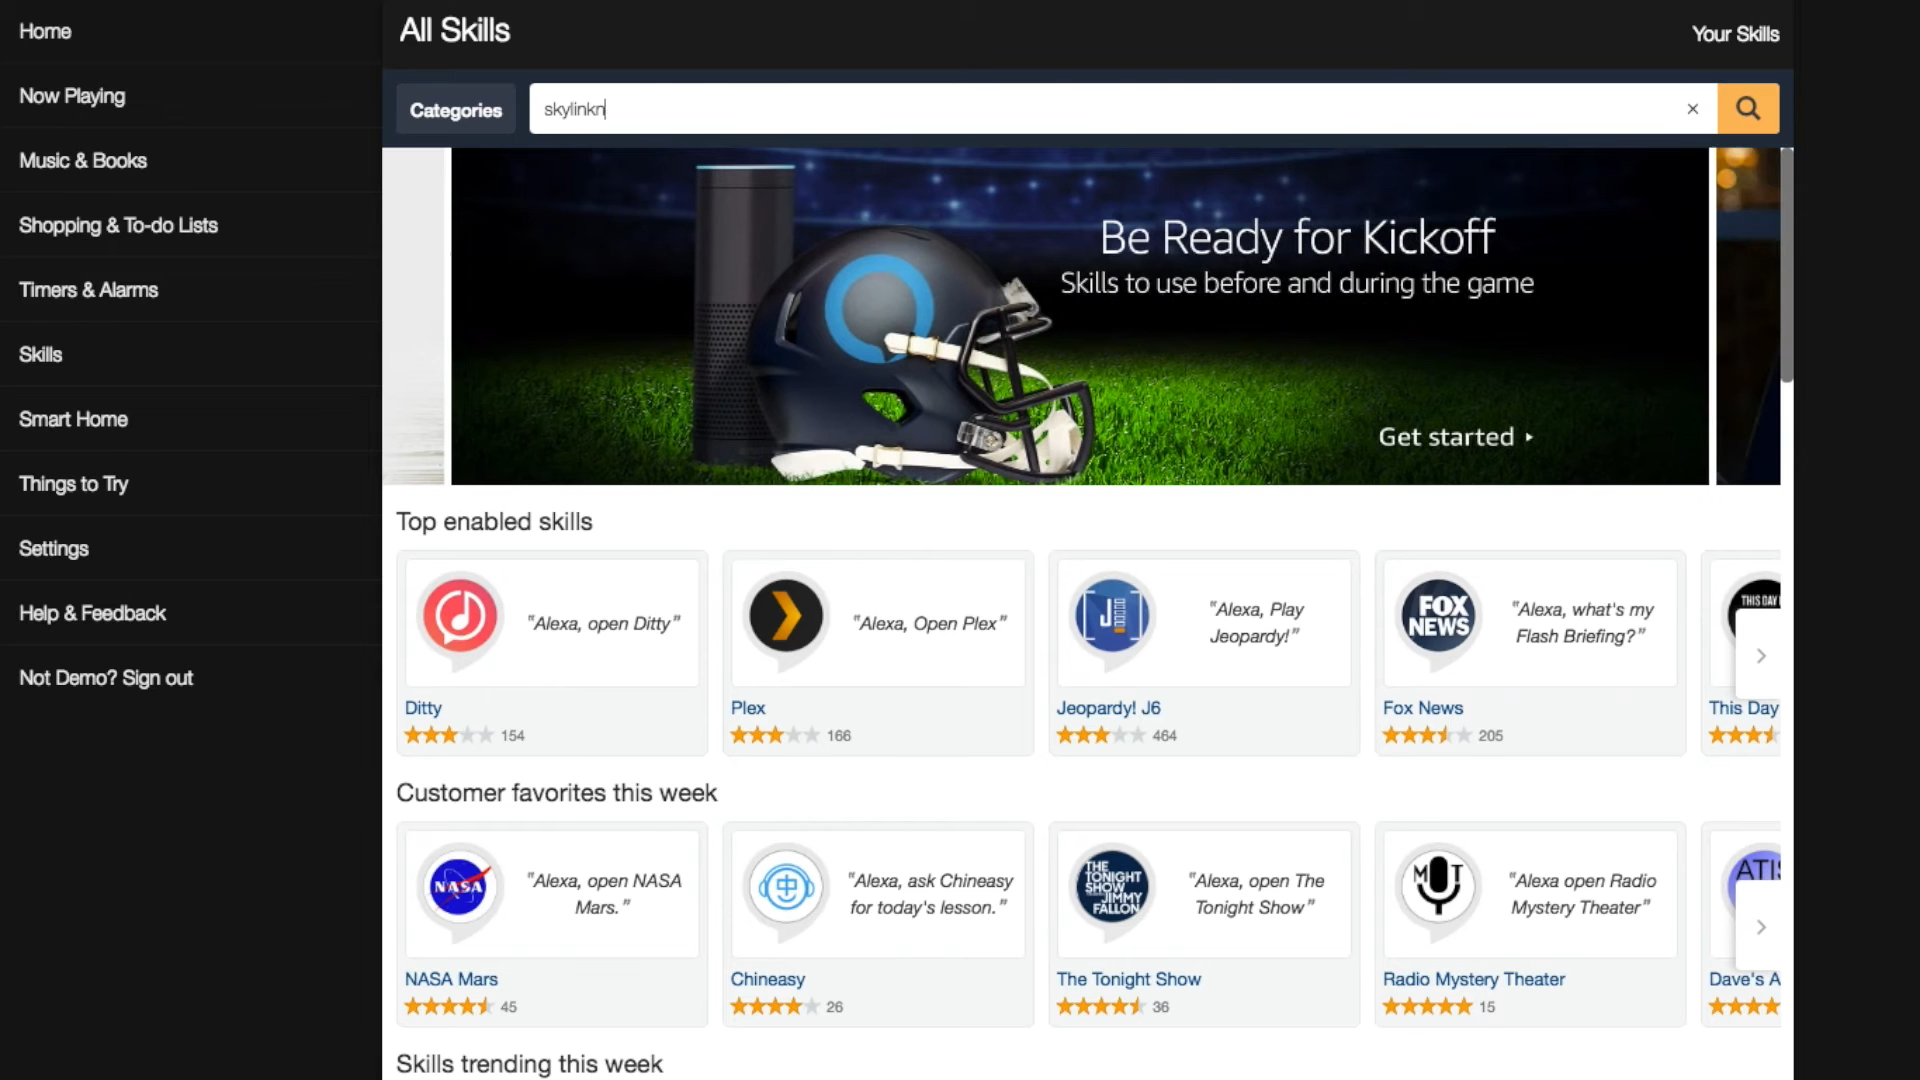 Home
Now Playing
Music & Books
Shopping & To-do Lists
Timers & Alarms
Skills
Smart Home
Things to Try
Settings
Help & Feedback
Not Demo? Sign out
All Skills
Your Skills
Categories
skylinkn
×
Be Ready for Kickoff
Skills to use before and during the game
Get started
Top enabled skills
"Alexa, open Ditty"
Ditty
154
"Alexa, Open Plex"
Plex
166
J!
"Alexa, Play
Jeopardy!"
Jeopardy! J6
464
FOX
NEWS
"Alexa, what's my
Flash Briefing?"
Fox News
205
THIS DAY
This Day
Customer favorites this week
NASA
"Alexa, open NASA
Mars."
NASA Mars
45
中
"Alexa, ask Chineasy
for today's lesson."
Chineasy
26
THE
TONIGHT
SHOW
JIMMY
FALLON
"Alexa, open The
Tonight Show"
The Tonight Show
36
M T
"Alexa open Radio
Mystery Theater"
Radio Mystery Theater
15
ATIS
Dave's A
Skills trending this week